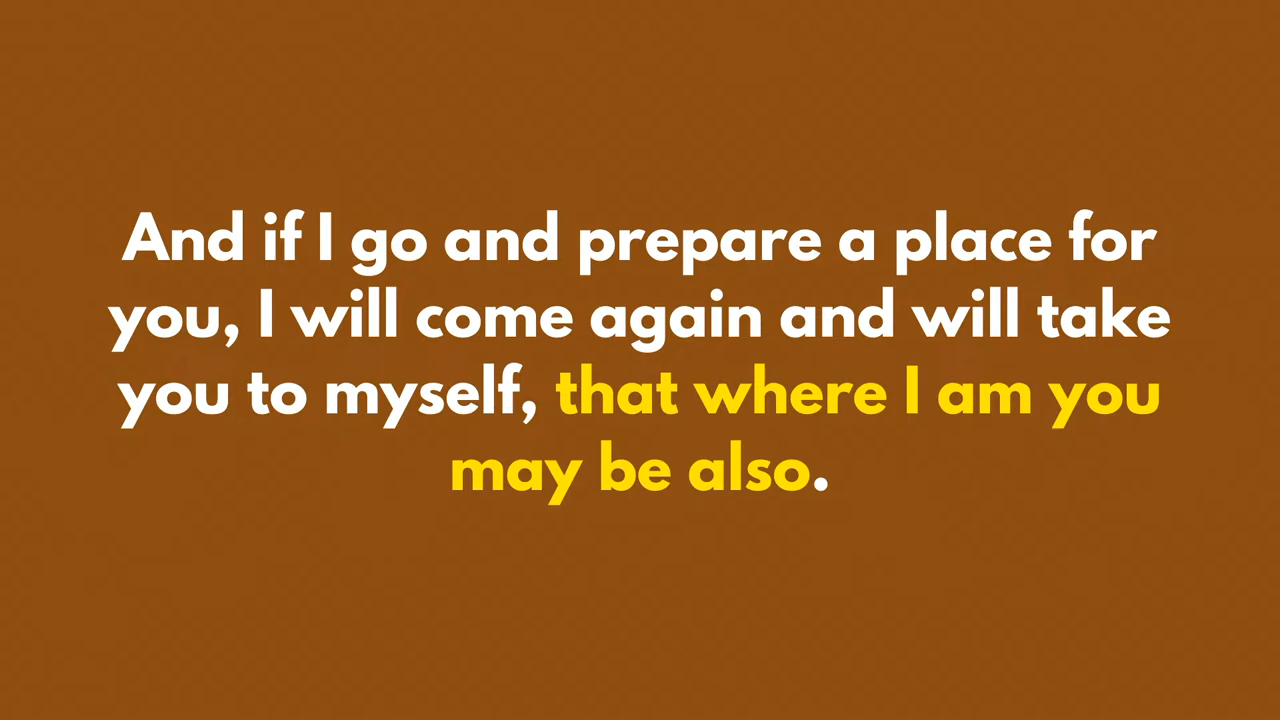 And if I go and prepare a place for
you, I will come again and will take
you to myself, that where I am you
may be also.